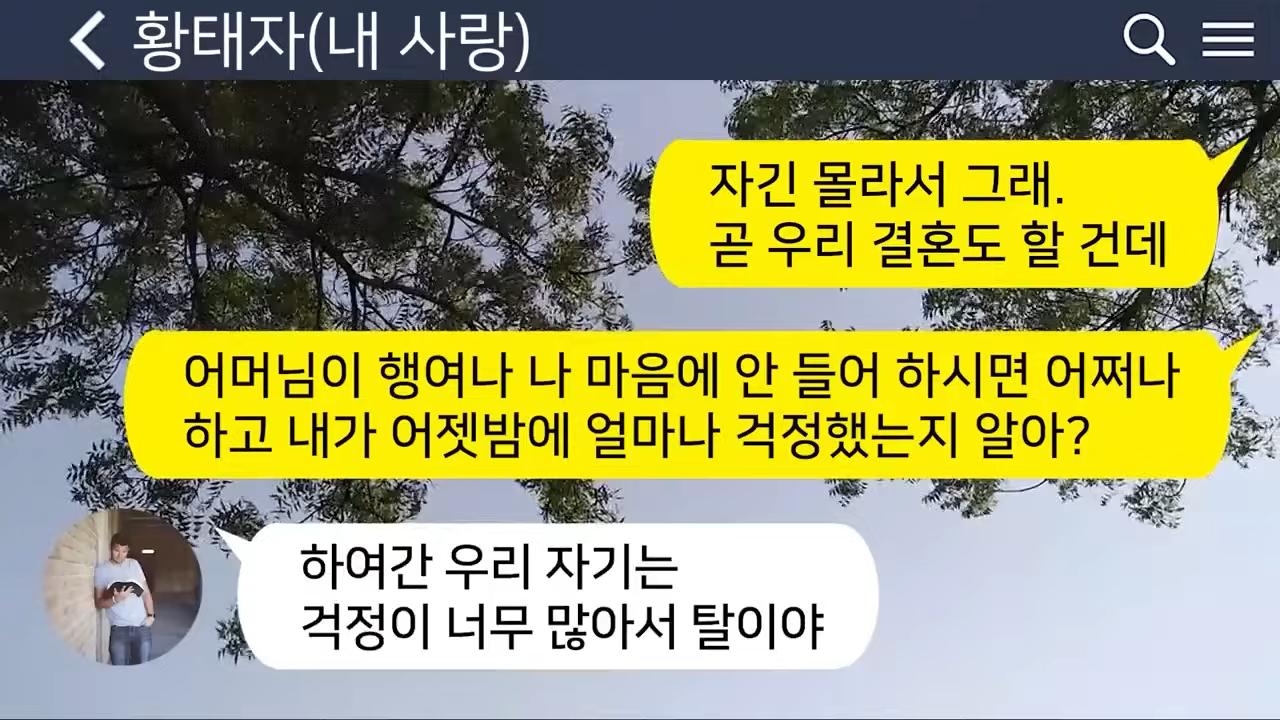 황태자(내 사랑)
자긴 몰라서 그래.
곧 우리 결혼도 할 건데
어머님이 행여나 나 마음에 안 들어 하시면 어쩌나
하고 내가 어젯밤에 얼마나 걱정했는지 알아?
하여간 우리 자기는
걱정이 너무 많아서 탈이야